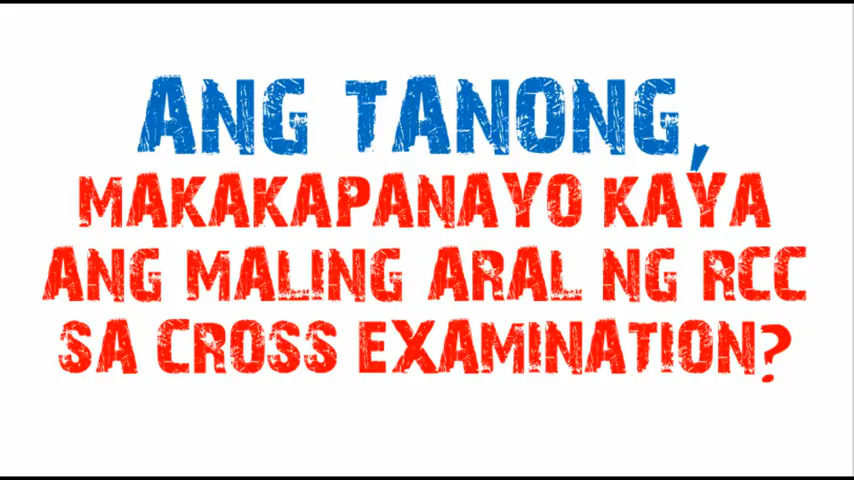 ANG TANONG,
MAKAKAPANAYO KAYA
ANG MALING ARAL NG RCC
SA CROSS EXAMINATION?